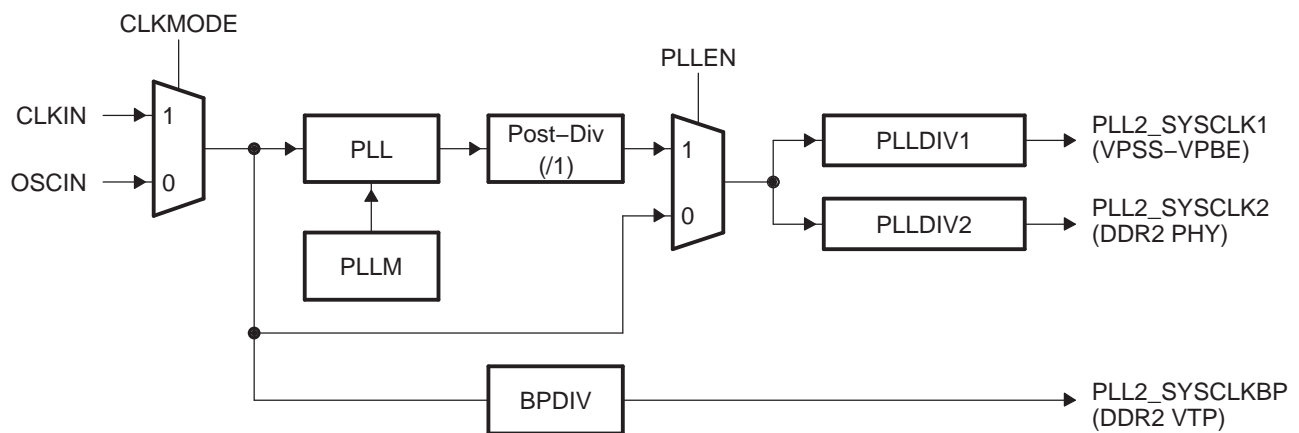 CLKMODE
PLLEN
CLKIN
1
OSCIN
0
PLL
Post−Div
(/1)
1
0
PLLM
PLLDIV1
PLL2_SYSCLK1
(VPSS−VPBE)
PLLDIV2
PLL2_SYSCLK2
(DDR2 PHY)
BPDIV
PLL2_SYSCLKBP
(DDR2 VTP)